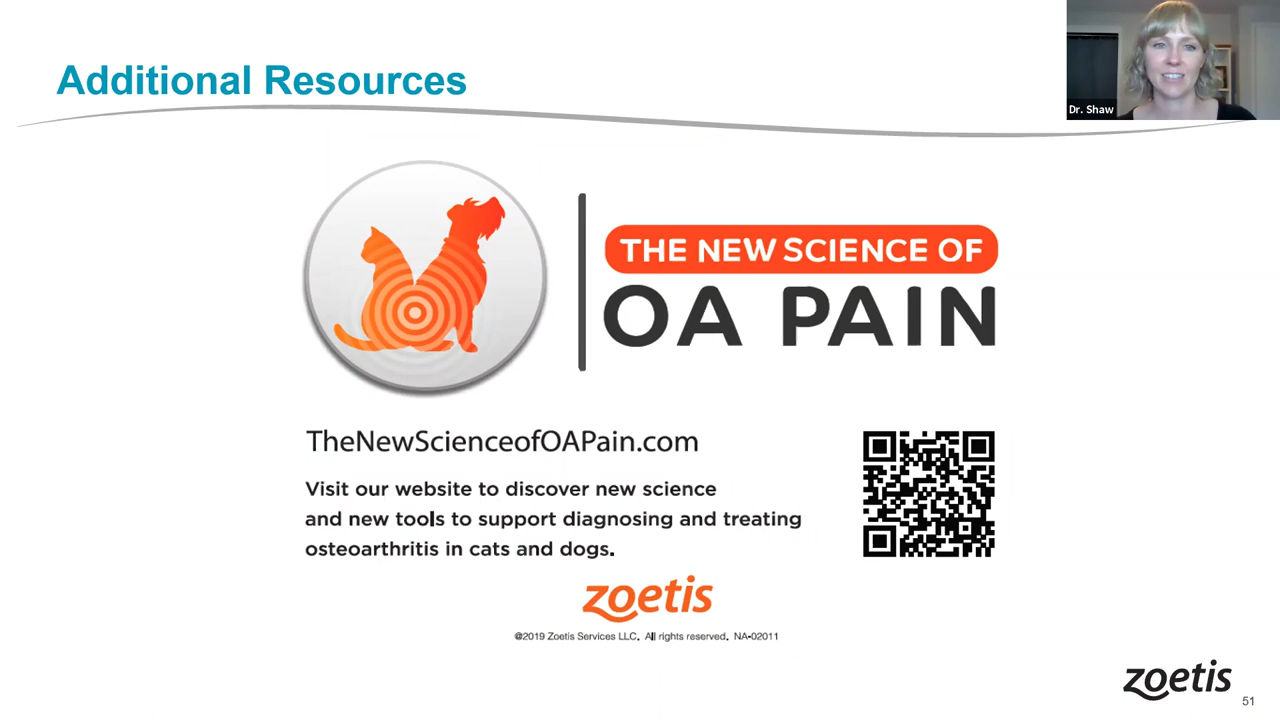 Additional Resources
Dr. Shaw
THE NEW SCIENCE OF
OA PAIN
TheNewScienceofOAPain.com
Visit our website to discover new science
and new tools to support diagnosing and treating
osteoarthritis in cats and dogs.
zoetis
@2019 Zoetis Services LLC. All rights reserved. NA-02011
zoetis
51